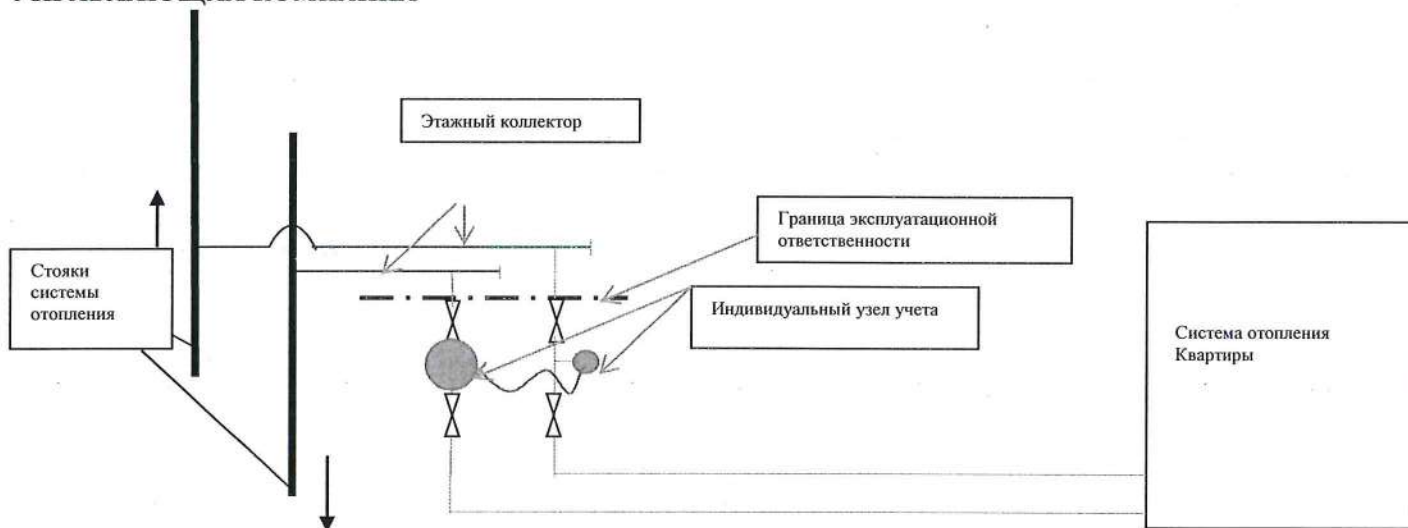 Этажный коллектор
Граница эксплуатационной
ответственности
Стояки
системы
отопления
Индивидуальный узел учета
Система отопления
Квартиры